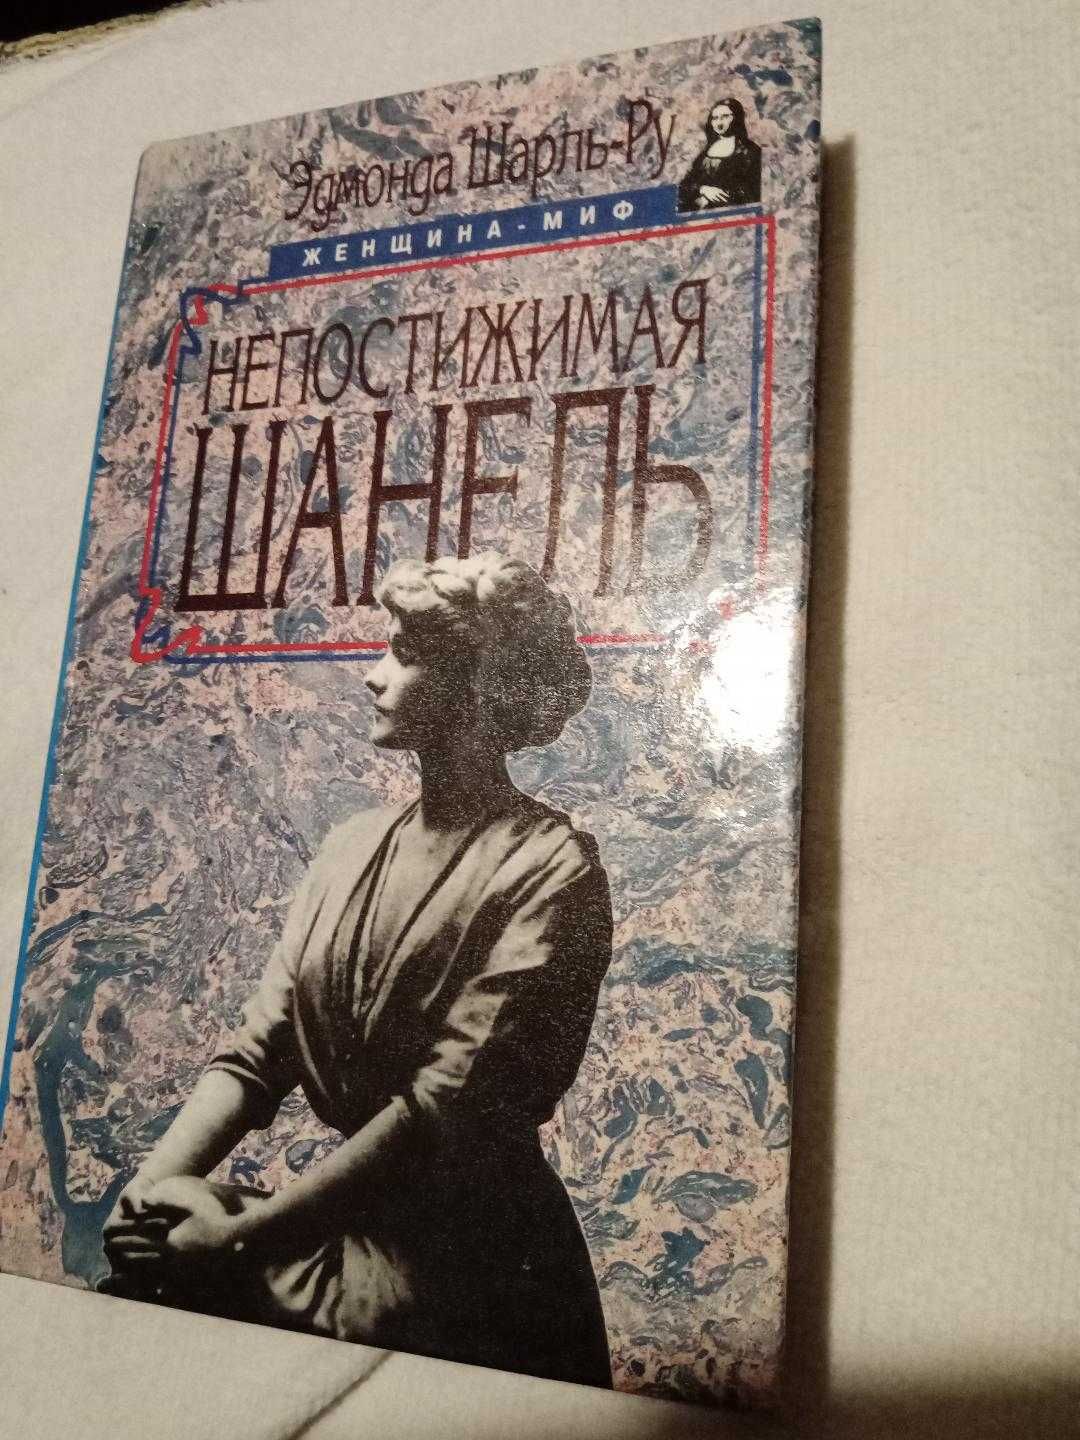 Эдмонда Шарль-Ру
ЖЕНЩИНА-МИФ
НЕПОСТИЖИМАЯ
ШАНЕЛЬ